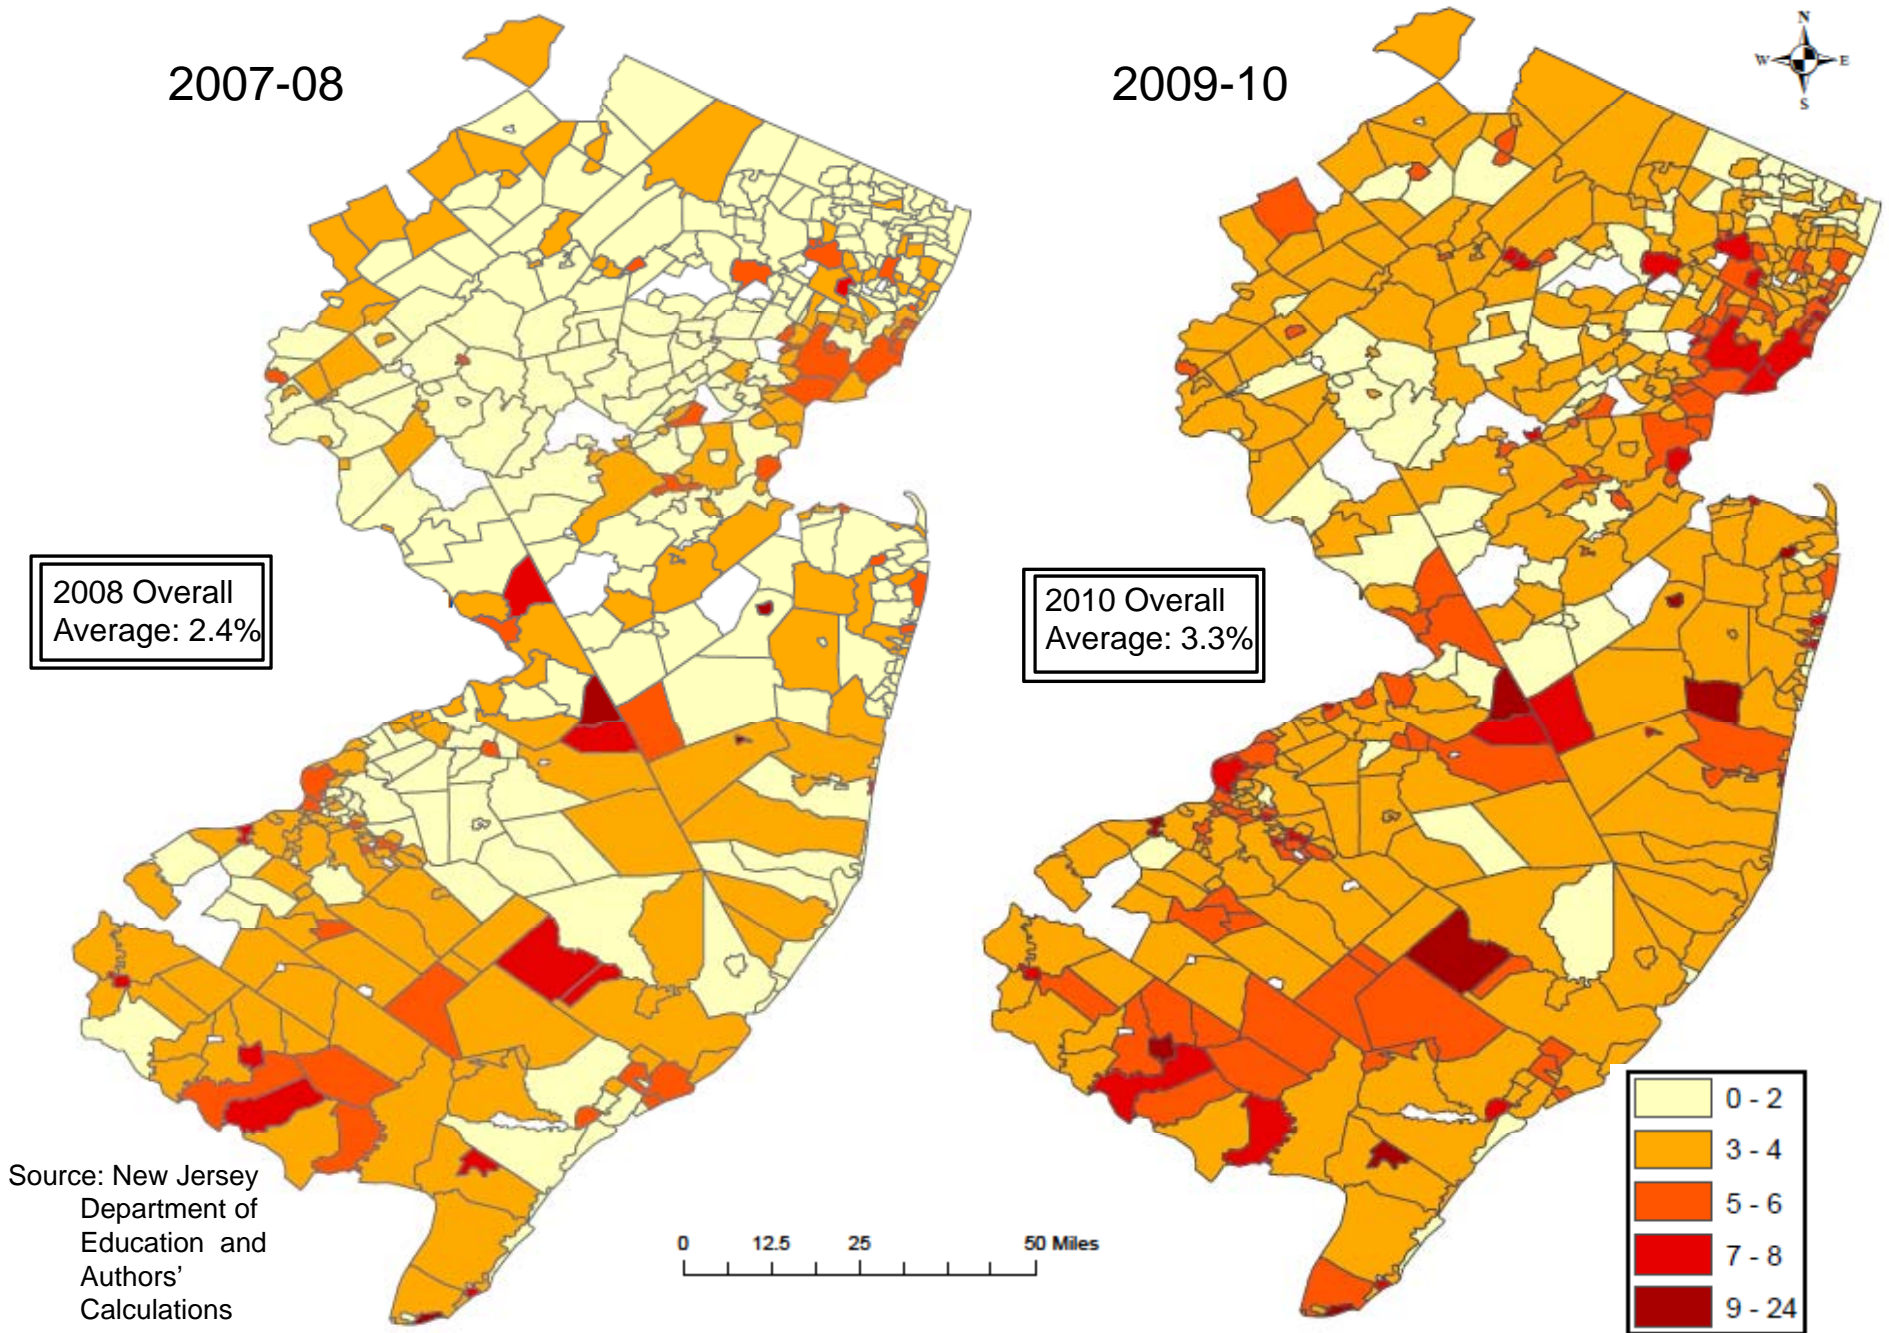 2007-08
2009-10
N
W E
S
2008 Overall
Average: 2.4%
2010 Overall
Average: 3.3%
Source: New Jersey
Department of
Education and
Authors’
Calculations
0 12.5 25 50 Miles
0 - 2
3 - 4
5 - 6
7 - 8
9 - 24